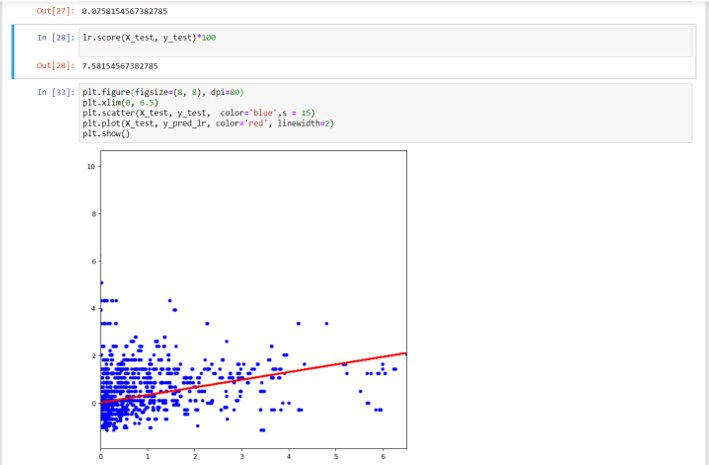 Out[27]: 0.0758154567382785
In [28]: lr.score(X_test, y_test)*100
Out[28]: 7.58154567382785
In [33]: plt.figure(figsize=(8, 8), dpi=80)
plt.xlim(0, 6.5)
plt.scatter(X_test, y_test,  color='blue',s = 15)
plt.plot(X_test, y_pred_lr, color='red', linewidth=2)
plt.show()
10
8
6
4
2
0
0 1 2 3 4 5 6